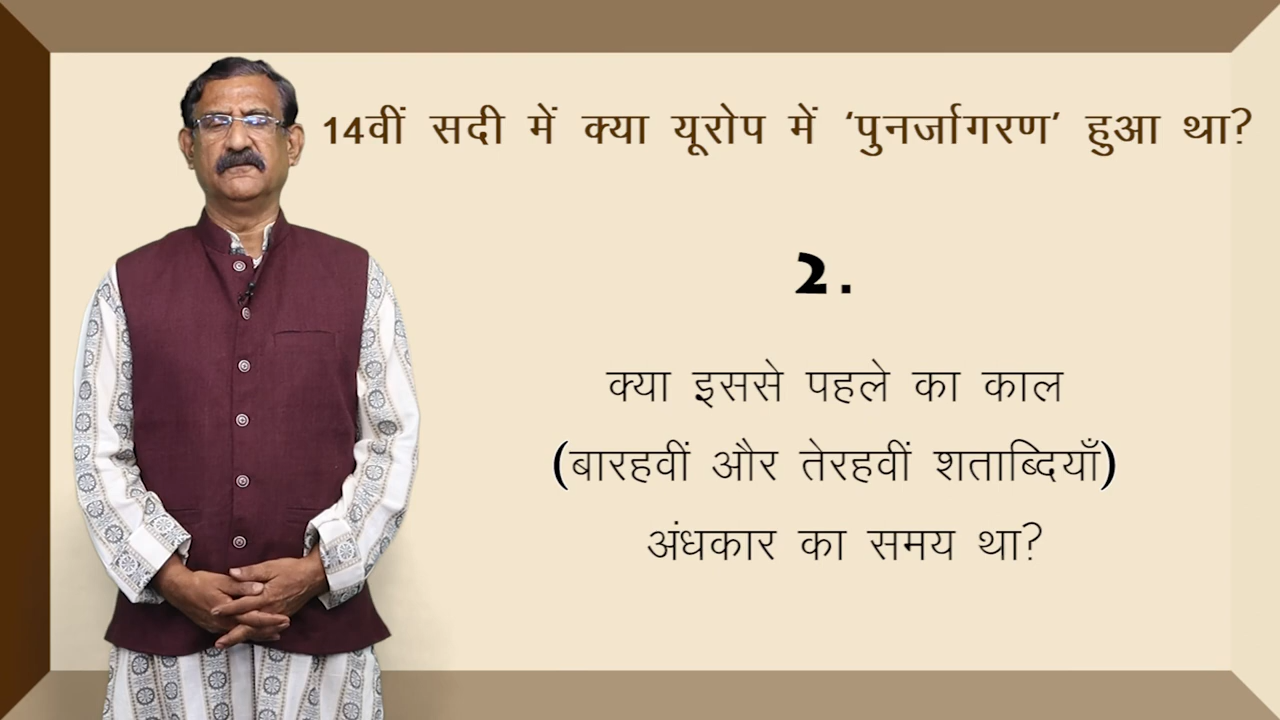 14वीं सदी में क्या यूरोप में ‘पुनर्जागरण’ हुआ था?
2.
क्या इससे पहले का काल
(बारहवीं और तेरहवीं शताब्दियाँ)
अंधकार का समय था?